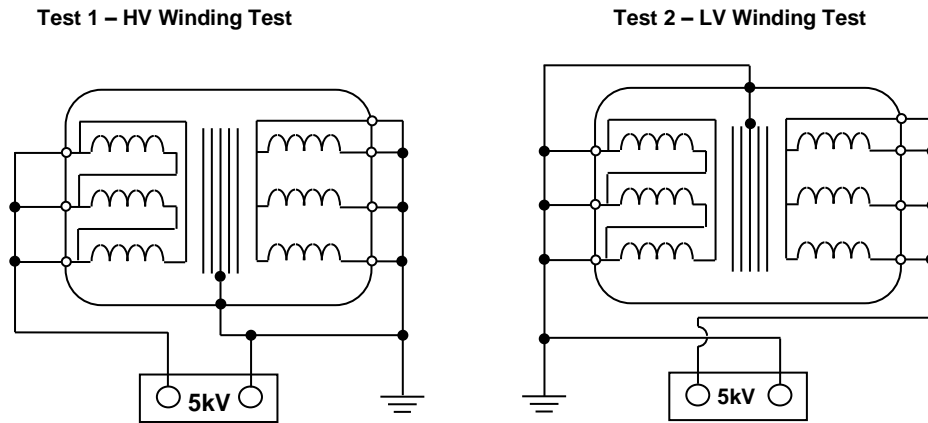 Test 1 – HV Winding Test
Test 2 – LV Winding Test
5kV
5kV